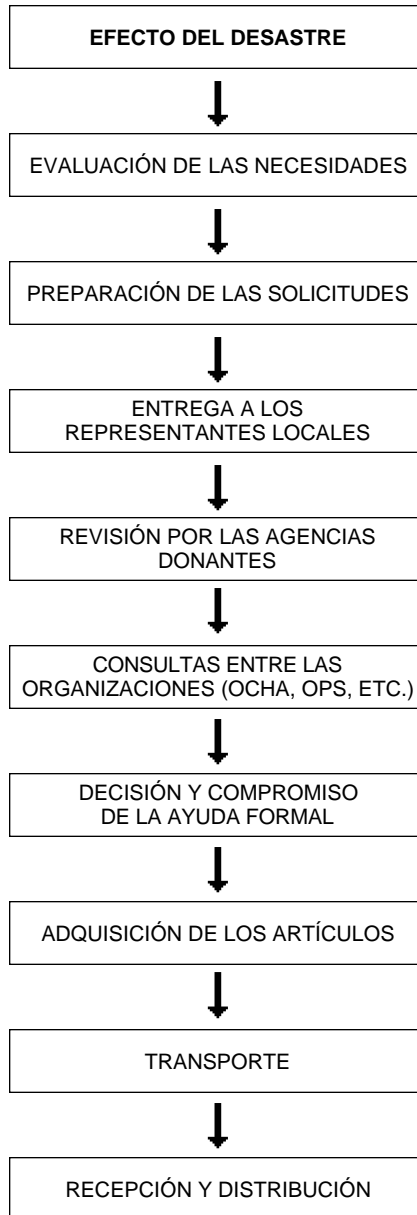 EFECTO DEL DESASTRE
EVALUACIÓN DE LAS NECESIDADES
PREPARACIÓN DE LAS SOLICITUDES
ENTREGA A LOS
REPRESENTANTES LOCALES
REVISIÓN POR LAS AGENCIAS
DONANTES
CONSULTAS ENTRE LAS
ORGANIZACIONES (OCHA, OPS, ETC.)
DECISIÓN Y COMPROMISO
DE LA AYUDA FORMAL
ADQUISICIÓN DE LOS ARTÍCULOS
TRANSPORTE
RECEPCIÓN Y DISTRIBUCIÓN